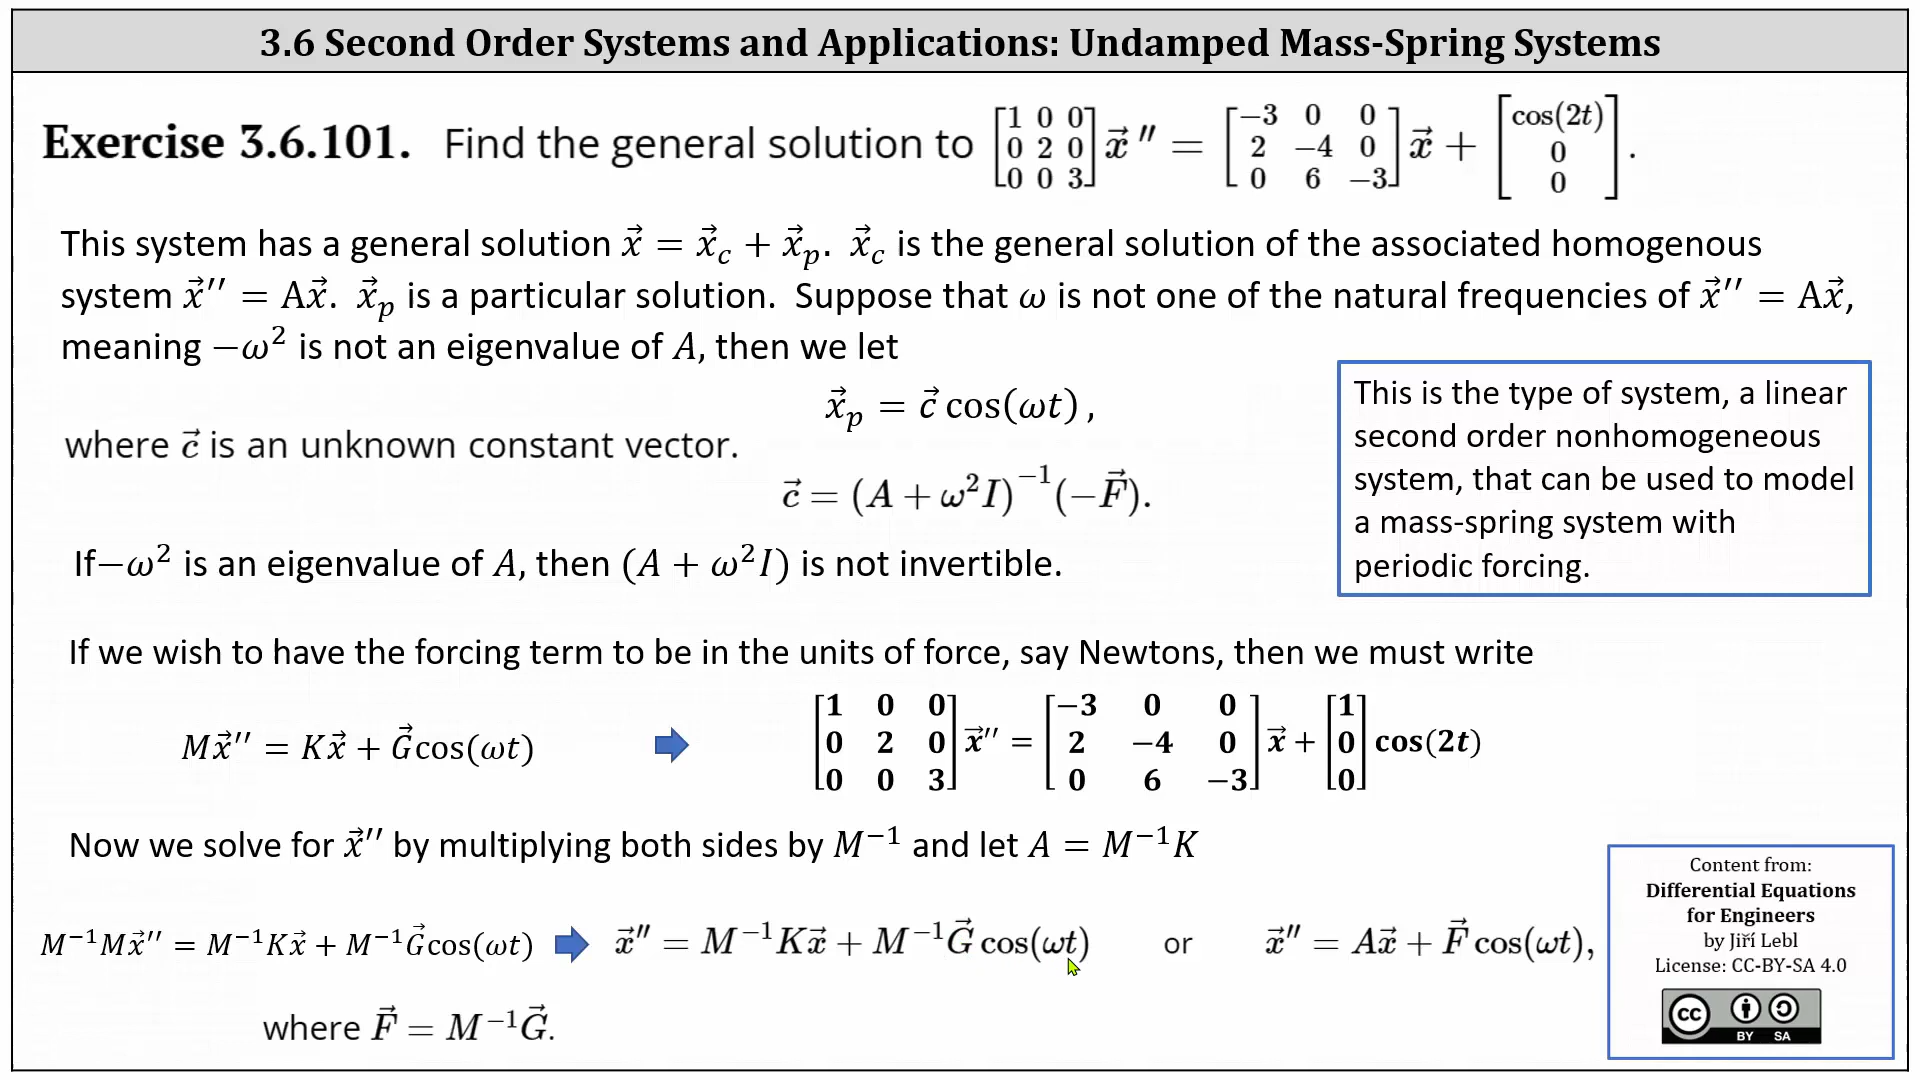 3.6 Second Order Systems and Applications: Undamped Mass-Spring Systems
Exercise 3.6.101. Find the general solution to [1 0 0; 0 2 0; 0 0 3] x⃗ ″ = [−3 0 0; 2 −4 0; 0 6 −3] x⃗ + [cos(2t); 0; 0].
This system has a general solution x⃗ = x⃗_c + x⃗_p. x⃗_c is the general solution of the associated homogenous
system x⃗″ = Ax⃗. x⃗_p is a particular solution. Suppose that ω is not one of the natural frequencies of x⃗″ = Ax⃗,
meaning −ω² is not an eigenvalue of A, then we let
x⃗_p = c⃗ cos(ωt),
where c⃗ is an unknown constant vector.
c⃗ = (A + ω²I)⁻¹(−F⃗).
If−ω² is an eigenvalue of A, then (A + ω²I) is not invertible.
This is the type of system, a linear
second order nonhomogeneous
system, that can be used to model
a mass-spring system with
periodic forcing.
If we wish to have the forcing term to be in the units of force, say Newtons, then we must write
Mx⃗″ = Kx⃗ + G⃗cos(ωt) [1 0 0; 0 2 0; 0 0 3] x⃗″ = [−3 0 0; 2 −4 0; 0 6 −3] x⃗ + [1; 0; 0] cos(2t)
Now we solve for x⃗″ by multiplying both sides by M⁻¹ and let A = M⁻¹K
M⁻¹Mx⃗″ = M⁻¹Kx⃗ + M⁻¹G⃗cos(ωt) x⃗″ = M⁻¹Kx⃗ + M⁻¹G⃗ cos(ωt) or x⃗″ = Ax⃗ + F⃗ cos(ωt),
where F⃗ = M⁻¹G⃗.
Content from:
Differential Equations
for Engineers
by Jiří Lebl
License: CC-BY-SA 4.0
cc
BY SA